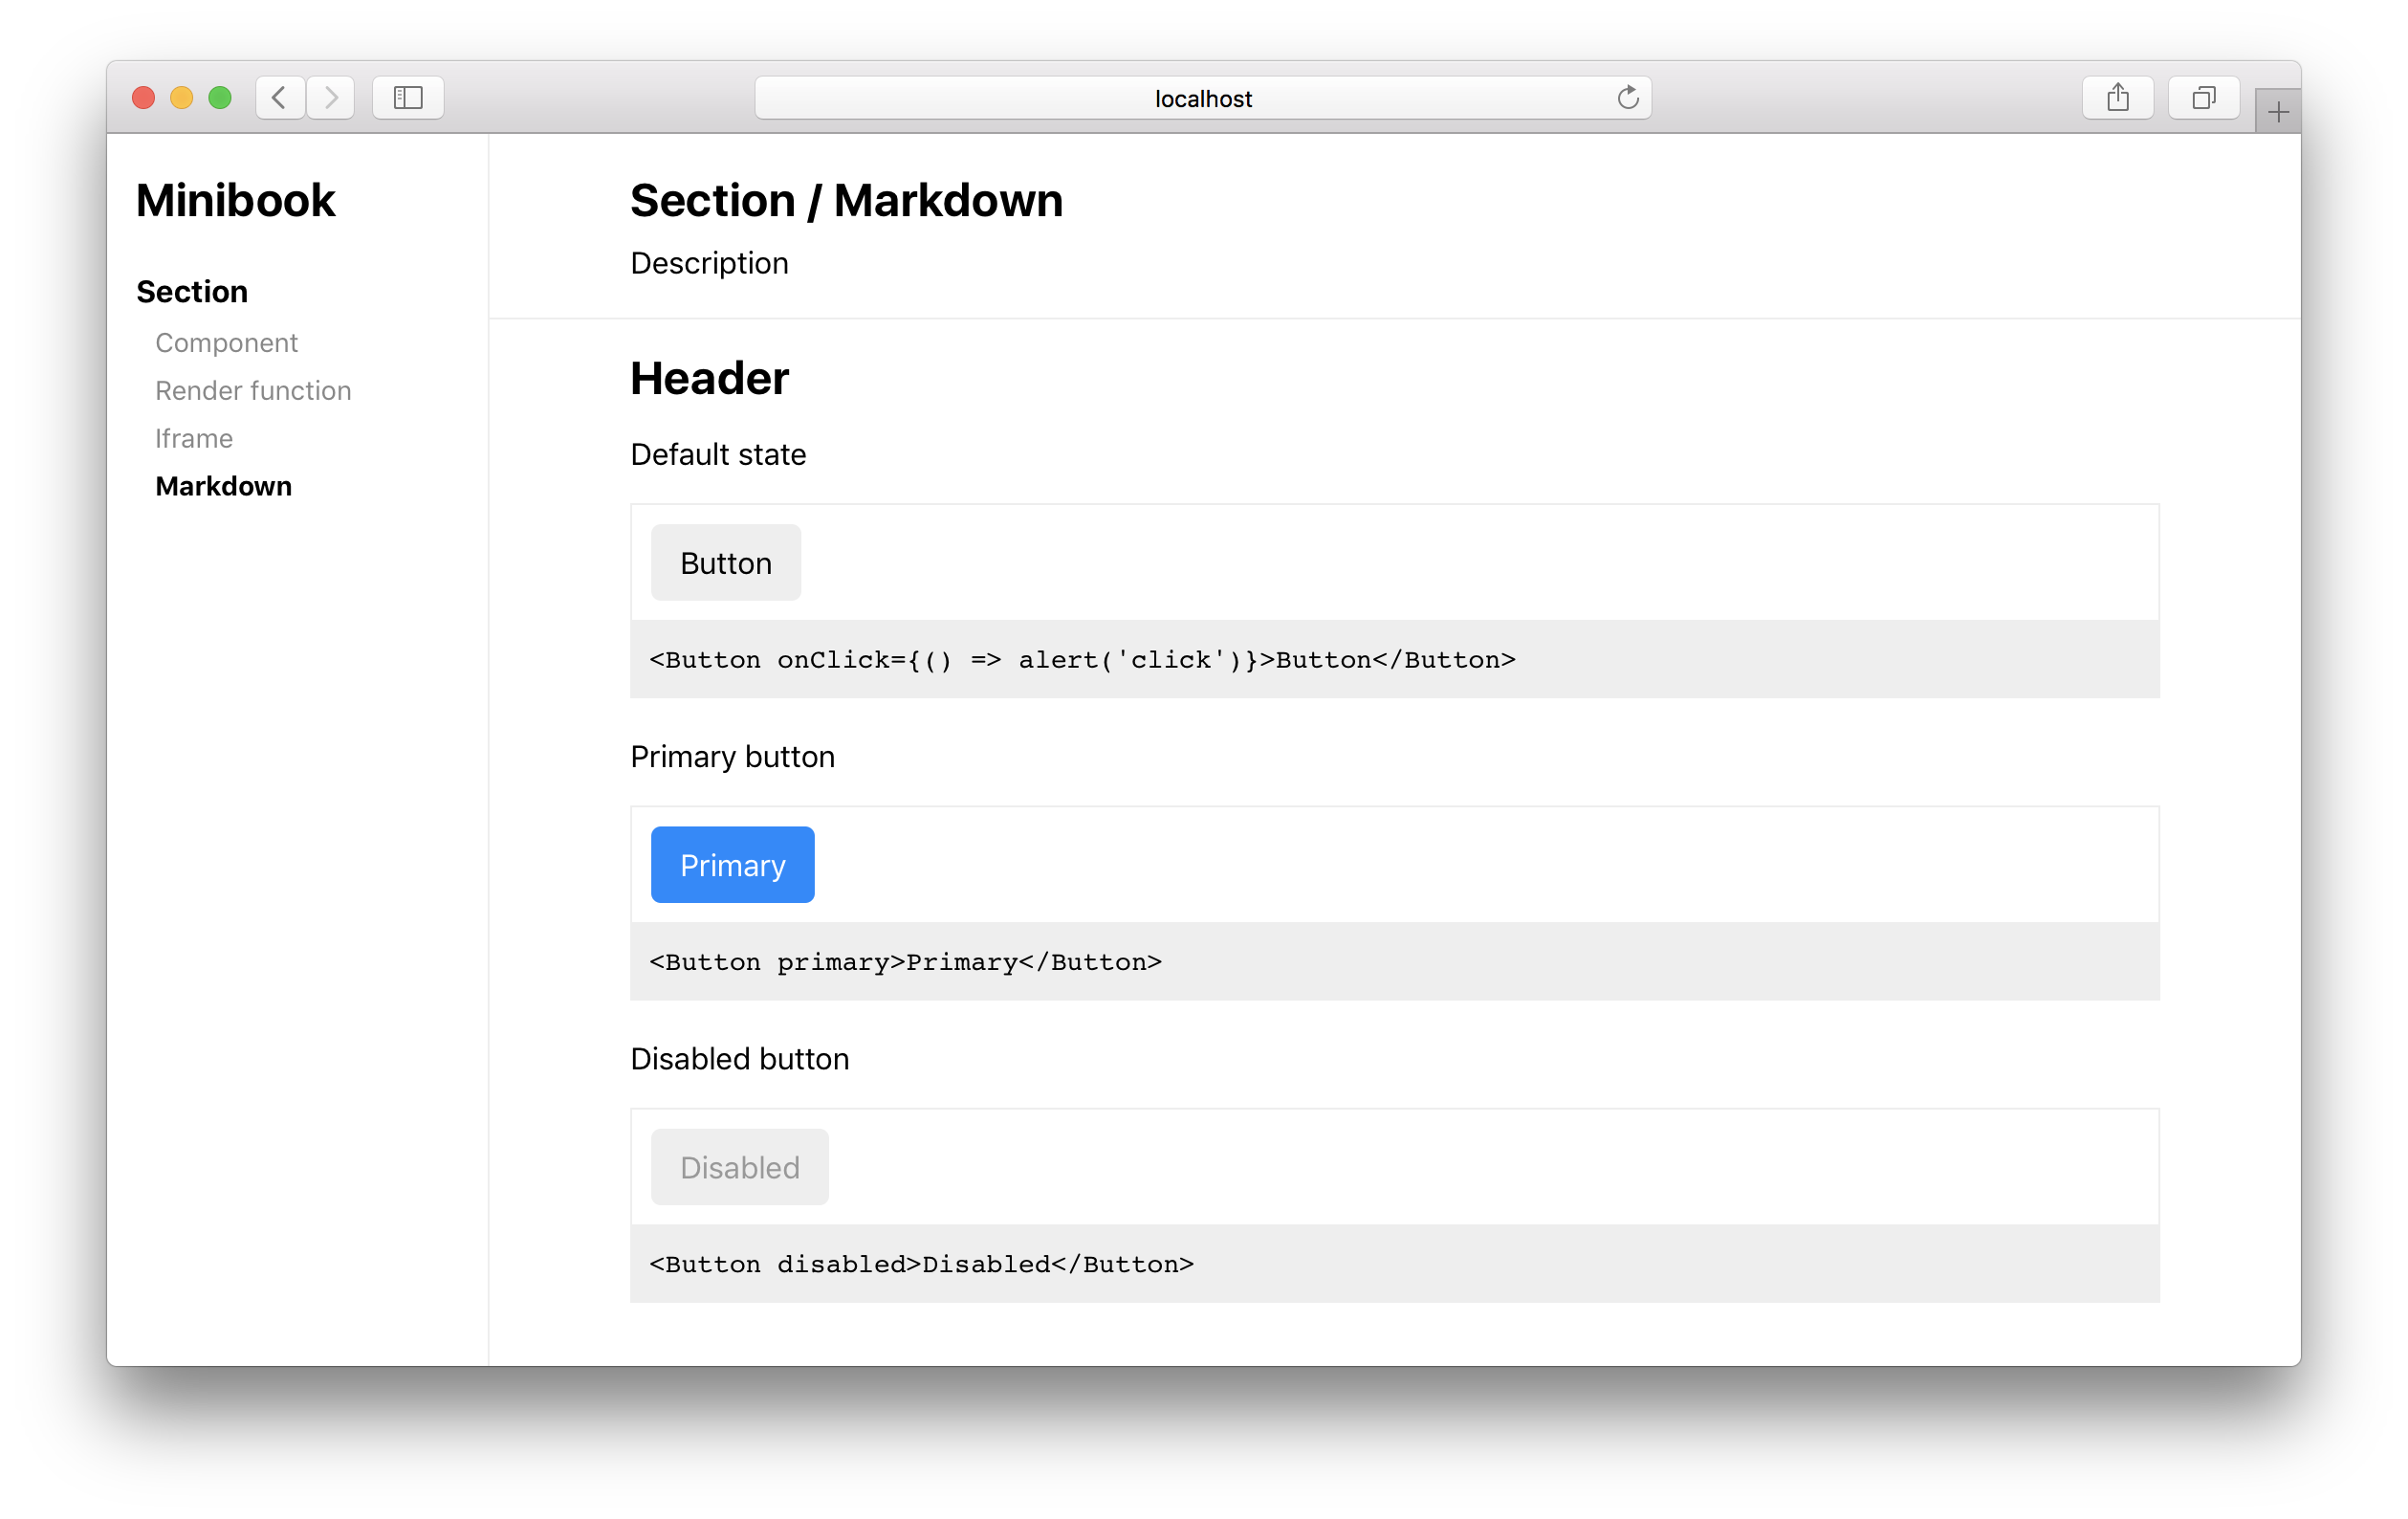 localhost
Minibook
Section
Component
Render function
Iframe
Markdown
Section / Markdown
Description
Header
Default state
Button
<Button onClick={() => alert('click')}>Button</Button>
Primary button
Primary
<Button primary>Primary</Button>
Disabled button
Disabled
<Button disabled>Disabled</Button>